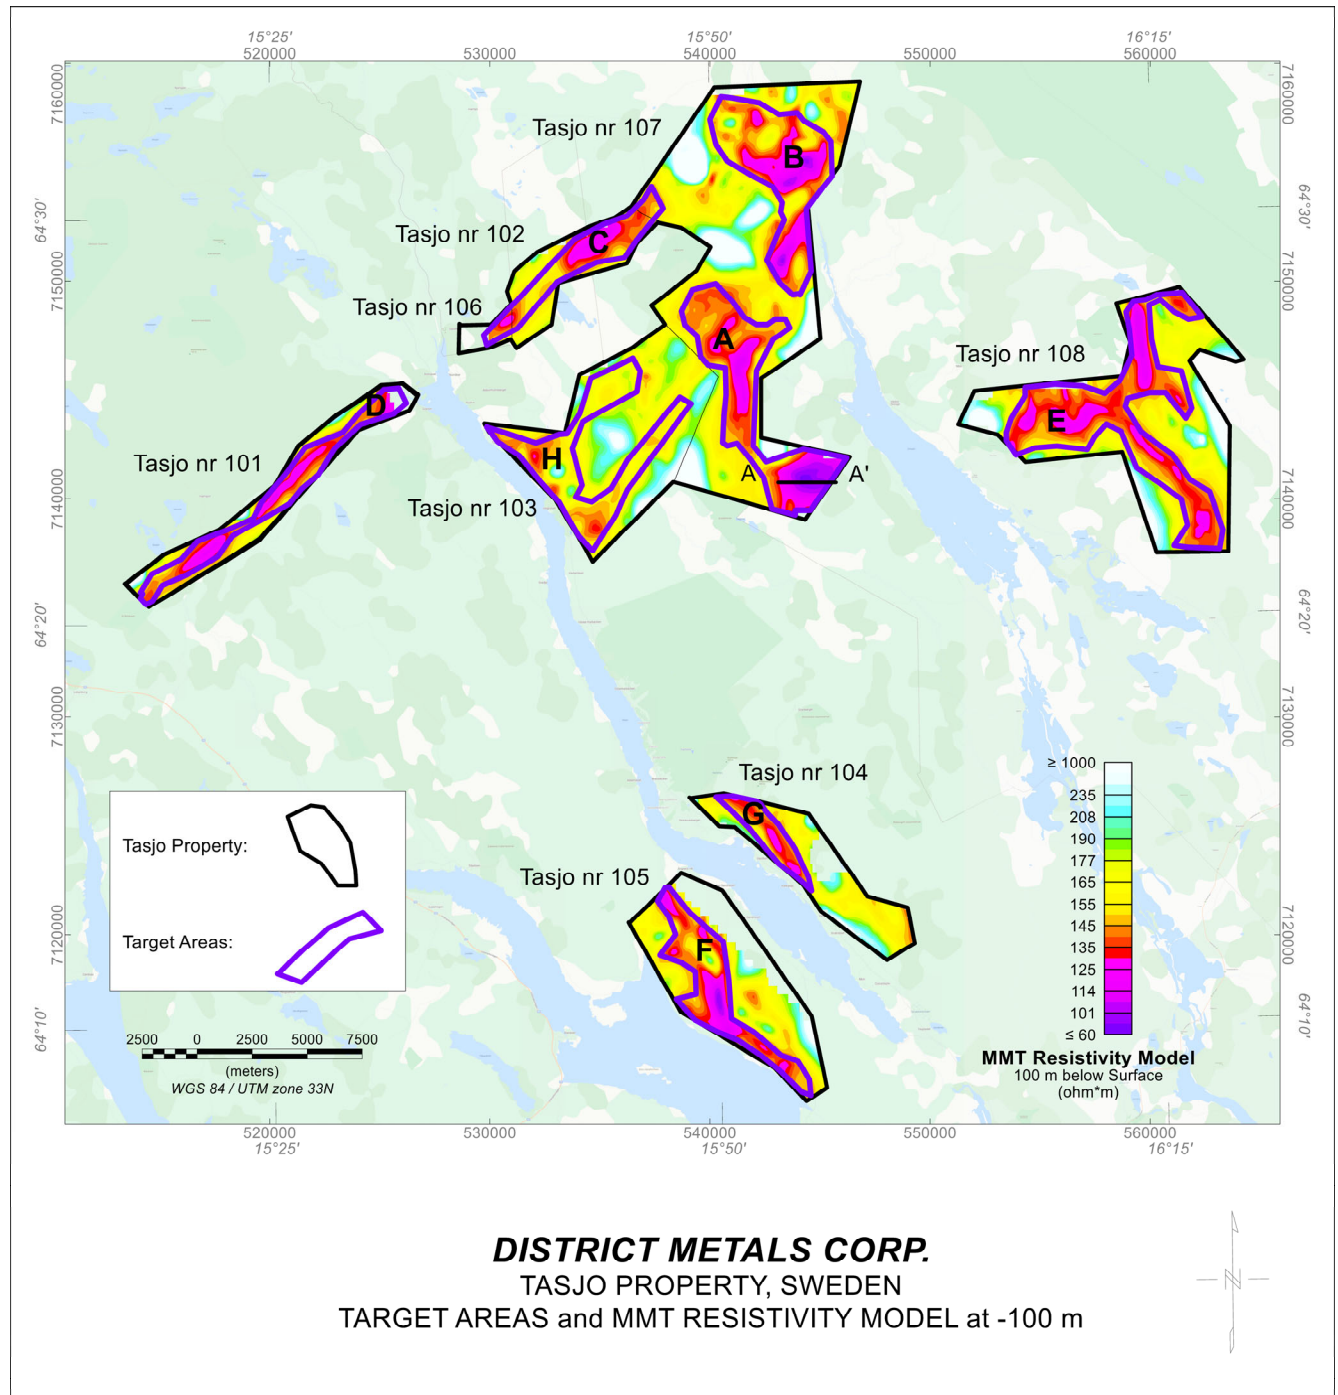 15°25' 15°50' 16°15'
520000 530000 540000 550000 560000
7160000 7160000
Tasjo nr 107
B
64°30' 64°30'
Tasjo nr 102
C
7150000 7150000
Tasjo nr 106
A
Tasjo nr 108
D
E
Tasjo nr 101
H
A A'
Tasjo nr 103
7140000 7140000
64°20' 64°20'
7130000 7130000
Tasjo nr 104
G
≥ 1000
235
208
190
177
165
155
145
135
125
114
101
≤ 60
MMT Resistivity Model
100 m below Surface
(ohm*m)
Tasjo Property:
Target Areas:
Tasjo nr 105
F
7120000 7120000
64°10' 64°10'
2500 0 2500 5000 7500
(meters)
WGS 84 / UTM zone 33N
520000 530000 540000 550000 560000
15°25' 15°50' 16°15'
DISTRICT METALS CORP.
TASJO PROPERTY, SWEDEN
TARGET AREAS and MMT RESISTIVITY MODEL at -100 m
N